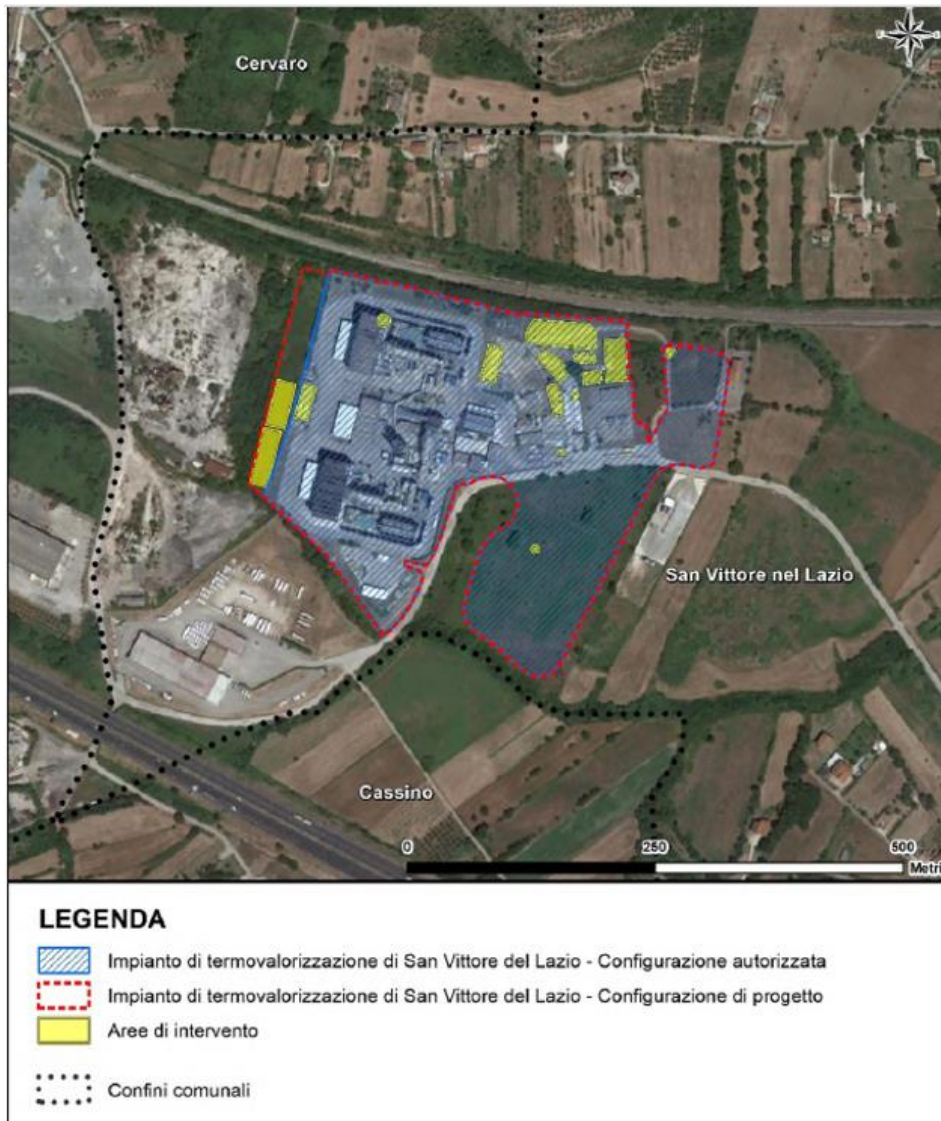 Cervaro
San Vittore nel Lazio
Cassino
0 250 500
Metri
LEGENDA
Impianto di termovalorizzazione di San Vittore del Lazio - Configurazione autorizzata
Impianto di termovalorizzazione di San Vittore del Lazio - Configurazione di progetto
Aree di intervento
Confini comunali